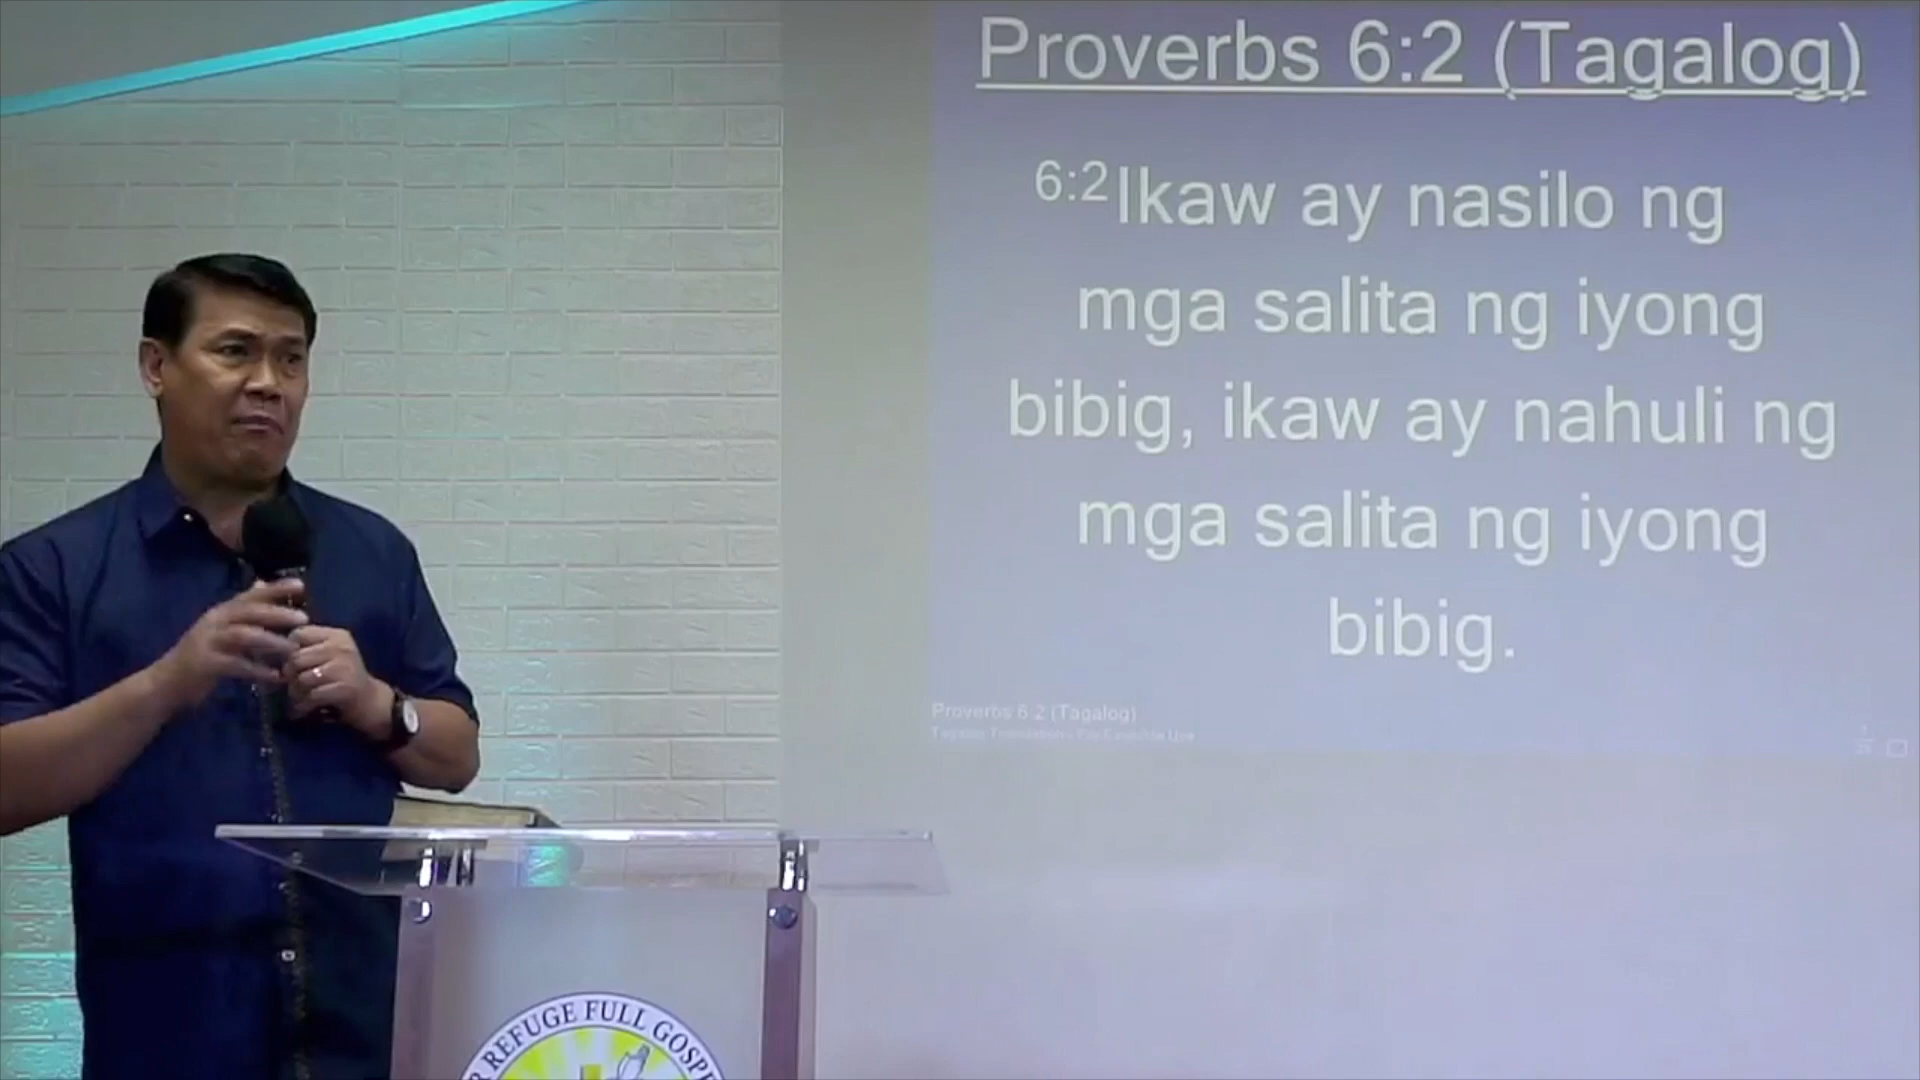 Proverbs 6:2 (Tagalog)
6:2Ikaw ay nasilo ng
mga salita ng iyong
bibig, ikaw ay nahuli ng
mga salita ng iyong
bibig.
Proverbs 6:2 (Tagalog)
REFUGE FULL GOSPE